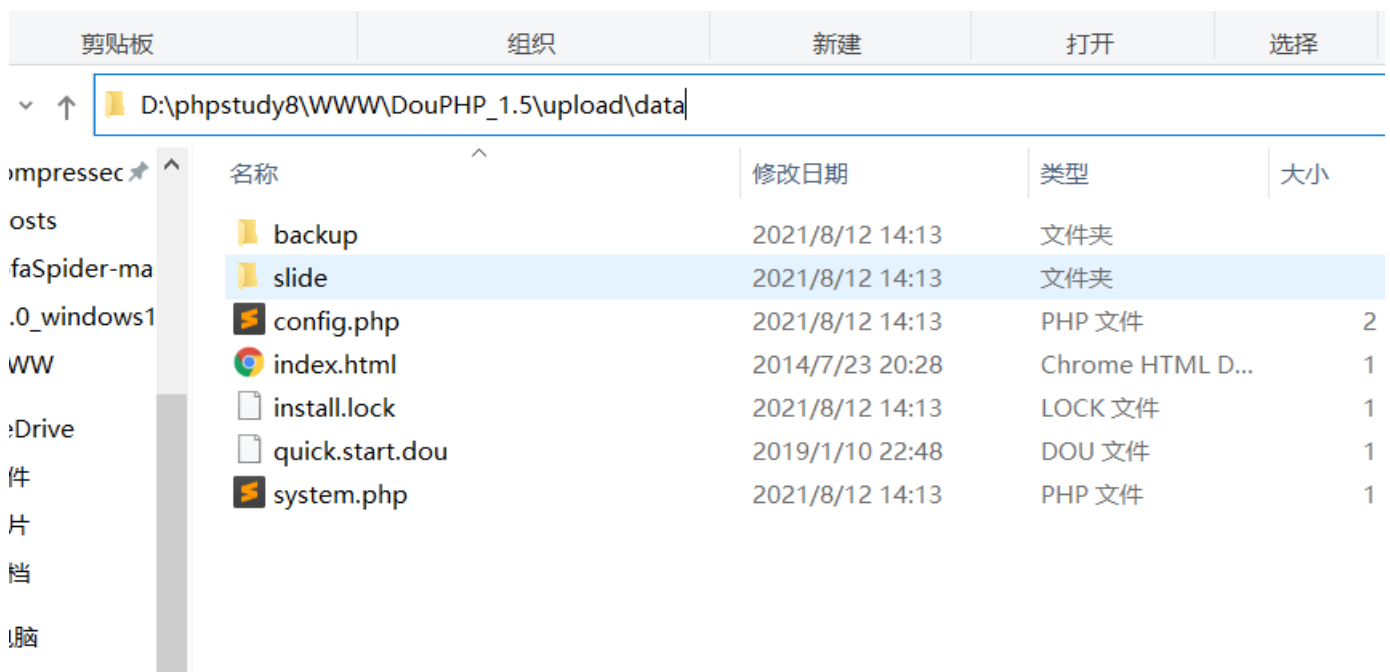 剪贴板 组织 新建 打开 选择
D:\phpstudy8\WWW\DouPHP_1.5\upload\data
名称 修改日期 类型 大小
backup 2021/8/12 14:13 文件夹
slide 2021/8/12 14:13 文件夹
config.php 2021/8/12 14:13 PHP 文件 2
index.html 2014/7/23 20:28 Chrome HTML D... 1
install.lock 2021/8/12 14:13 LOCK 文件 1
quick.start.dou 2019/1/10 22:48 DOU 文件 1
system.php 2021/8/12 14:13 PHP 文件 1
ompressec
osts
faSpider-ma
.0_windows1
WW
eDrive
件
片
档
脑